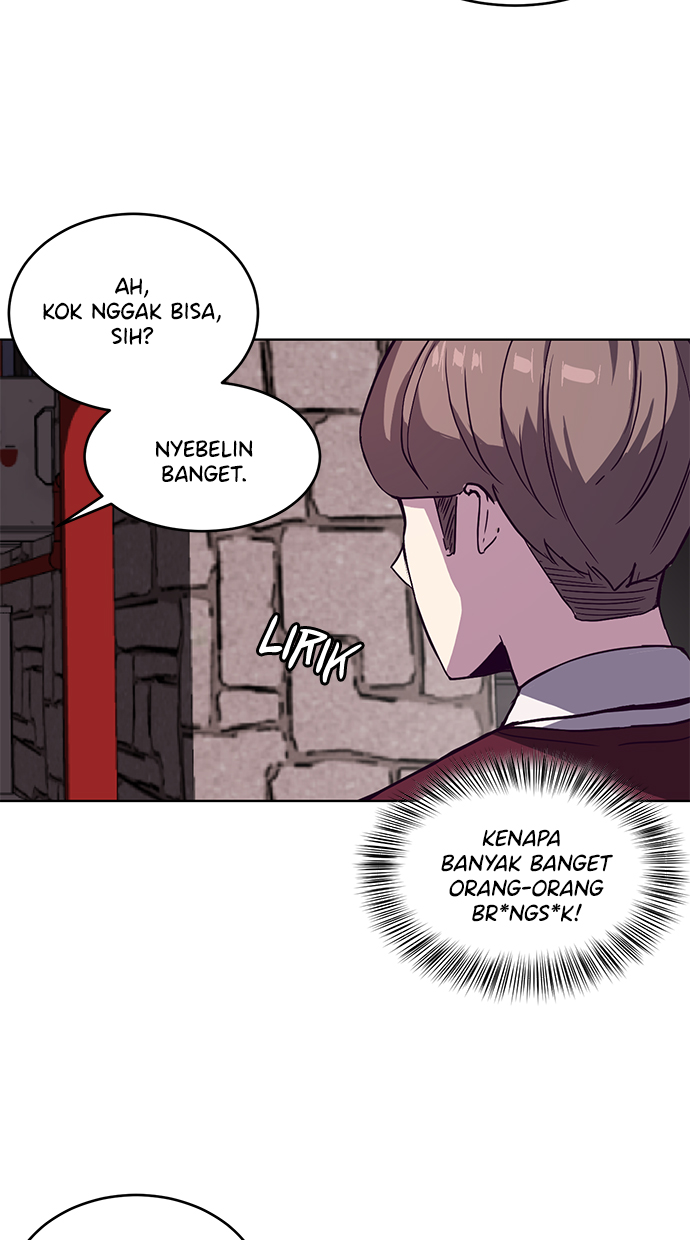 AH,
KOK NGGAK BISA,
SIH?
NYEBELIN
BANGET.
LIRIK
KENAPA
BANYAK BANGET
ORANG-ORANG
BR*NGS*K!